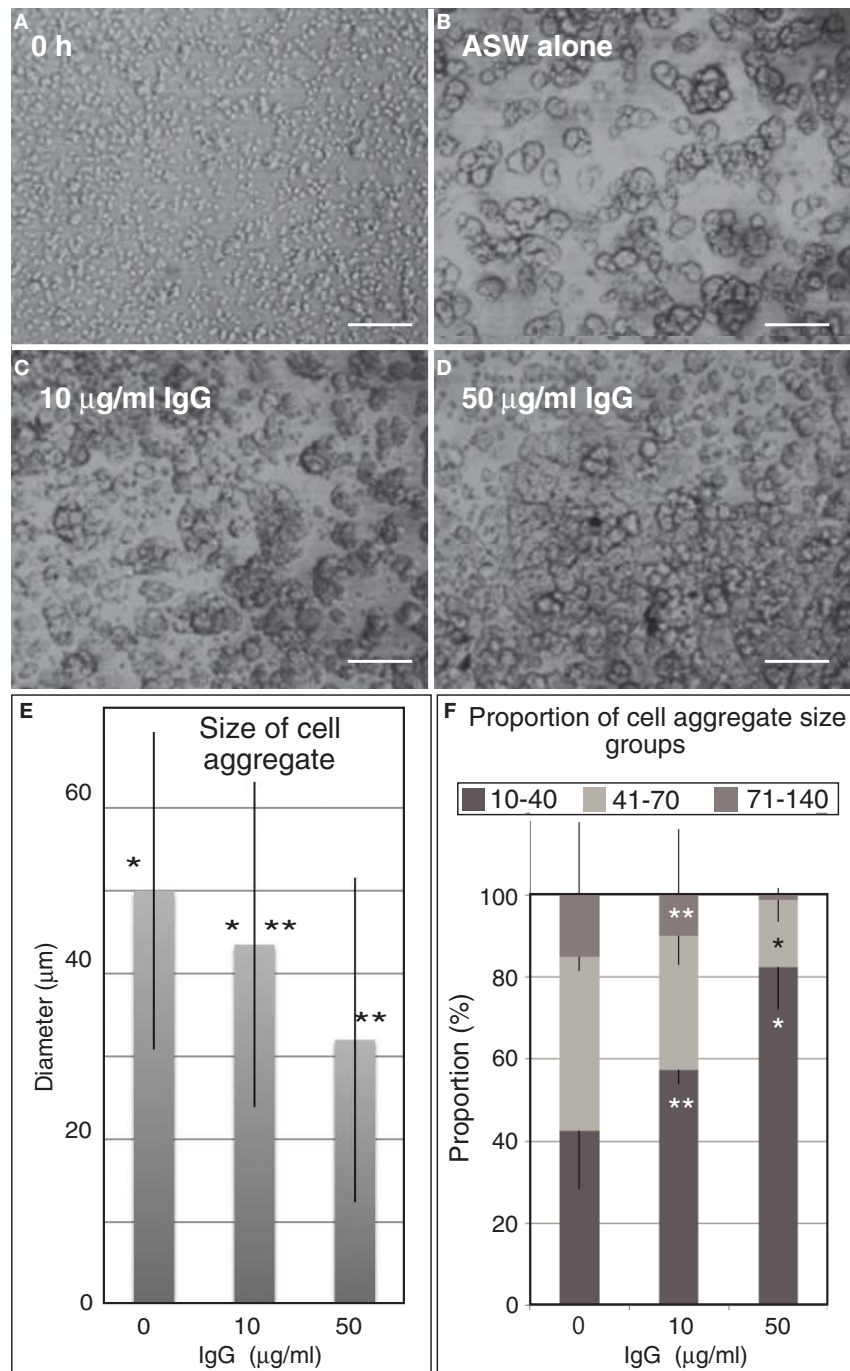 A
0 h
B
ASW alone
C
10 µg/ml IgG
D
50 µg/ml IgG
E
Size of cell
aggregate
60
40
20
0
Diameter (µm)
*
* **
**
0 10 50
IgG (µg/ml)
F Proportion of cell aggregate size
groups
10-40 41-70 71-140
100
80
60
40
20
0
Proportion (%)
**
**
*
*
0 10 50
IgG (µg/ml)